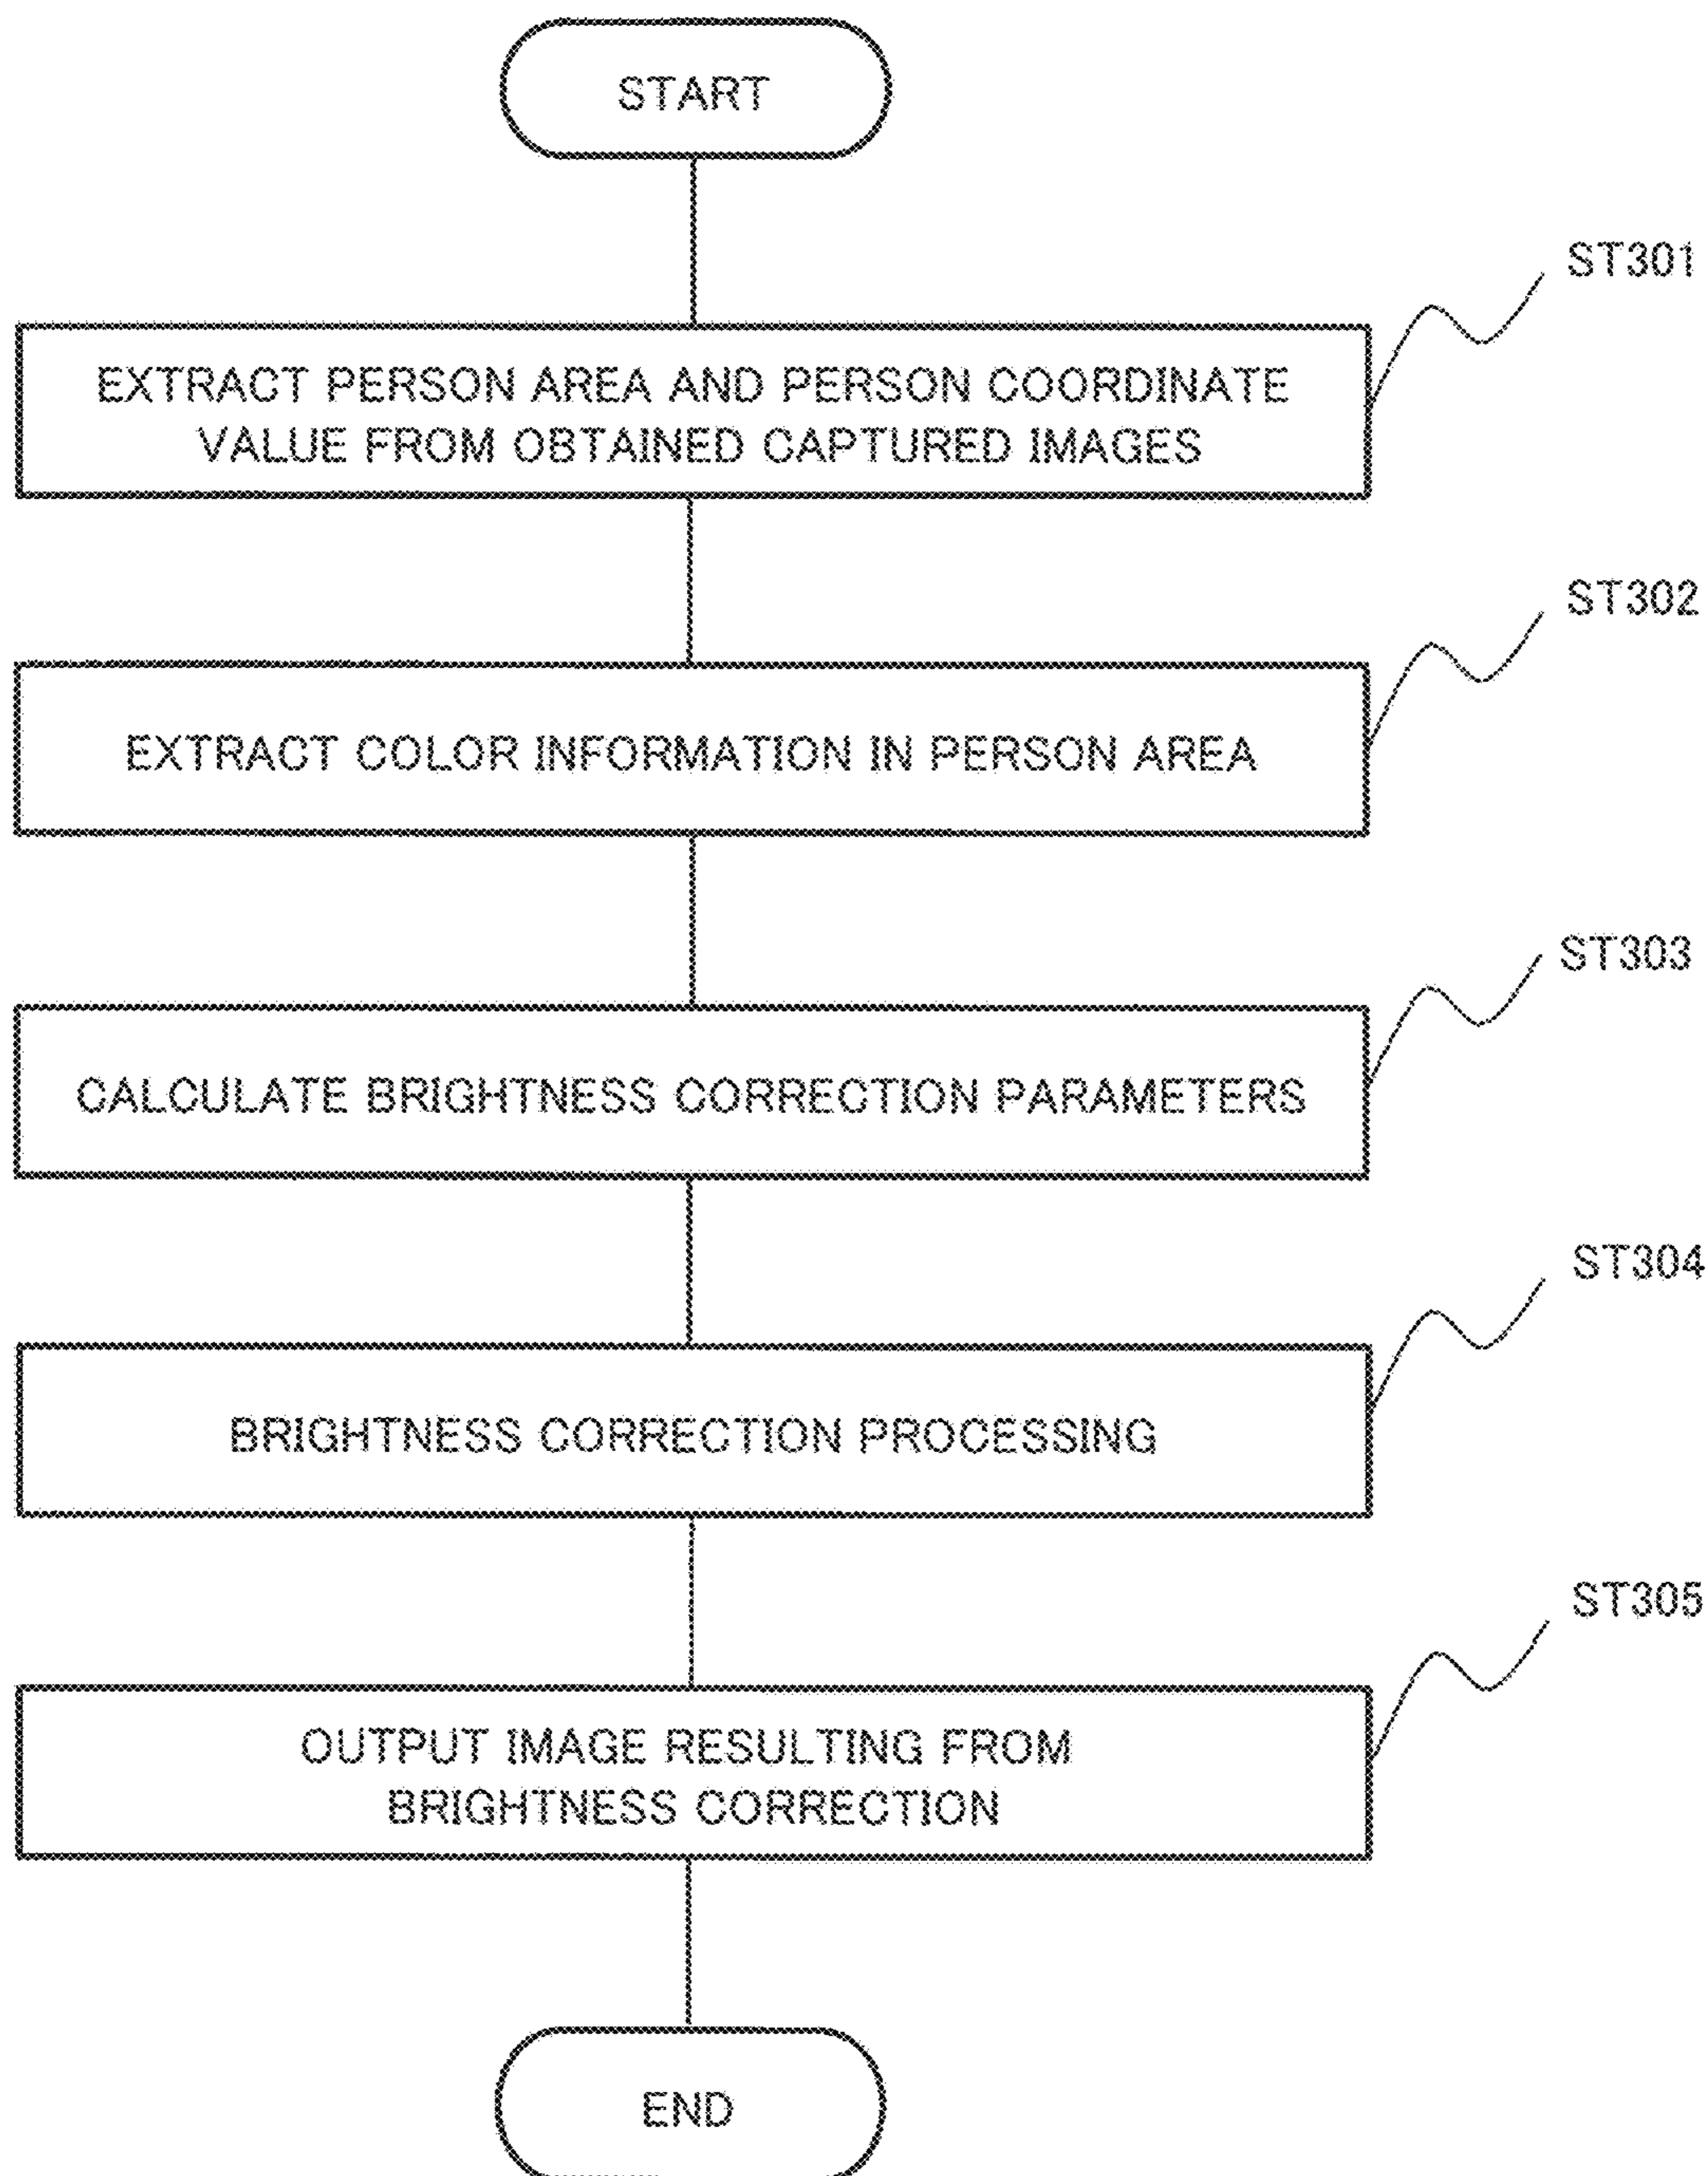 START
ST301
EXTRACT PERSON AREA AND PERSON COORDINATE
VALUE FROM OBTAINED CAPTURED IMAGES
ST302
EXTRACT COLOR INFORMATION IN PERSON AREA
ST303
CALCULATE BRIGHTNESS CORRECTION PARAMETERS
ST304
BRIGHTNESS CORRECTION PROCESSING
ST305
OUTPUT IMAGE RESULTING FROM
BRIGHTNESS CORRECTION
END